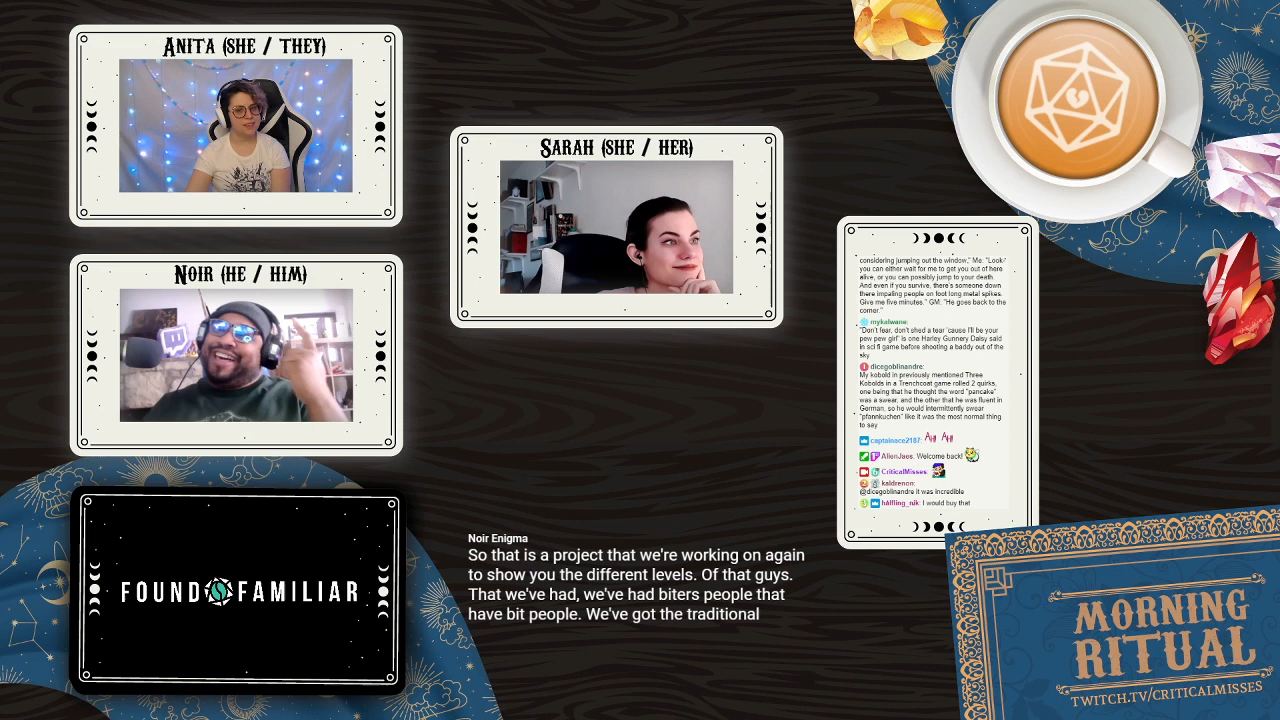 ANITA (SHE / THEY)
SARAH (SHE / HER)
NOIR (HE / HIM)
considering jumping out the window," Me: "Look
you can either wait for me to get you out of here
alive, or you can possibly jump to your death.
And even if you survive, there's someone down
there impaling people on foot long metal spikes.
Give me five minutes." GM: "He goes back to the
corner."
mykalwane:
"Don't fear, don't shed a tear 'cause I'll be your
pew pew girl" is one Harley Gunnery Daisy said
in sci fi game before shooting a baddy out of the
sky
dicegoblinandre:
My kobold in previously mentioned Three
Kobolds in a Trenchcoat game rolled 2 quirks,
one being that he thought the word "pancake"
was a swear, and the other that he was fluent in
German, so he would intermittently swear
"pfannkuchen" like it was the most normal thing
to say
captainace2187: AH! AH!
AllenJaes: Welcome back!
CriticalMisses:
kaldrenon:
@dicegoblinandre it was incredible
halfling_nik: I would buy that
FOUND FAMILIAR
Noir Enigma
So that is a project that we're working on again
to show you the different levels. Of that guys.
That we've had, we've had biters people that
have bit people. We've got the traditional
MORNING
RITUAL
TWITCH.TV/CRITICALMISSES